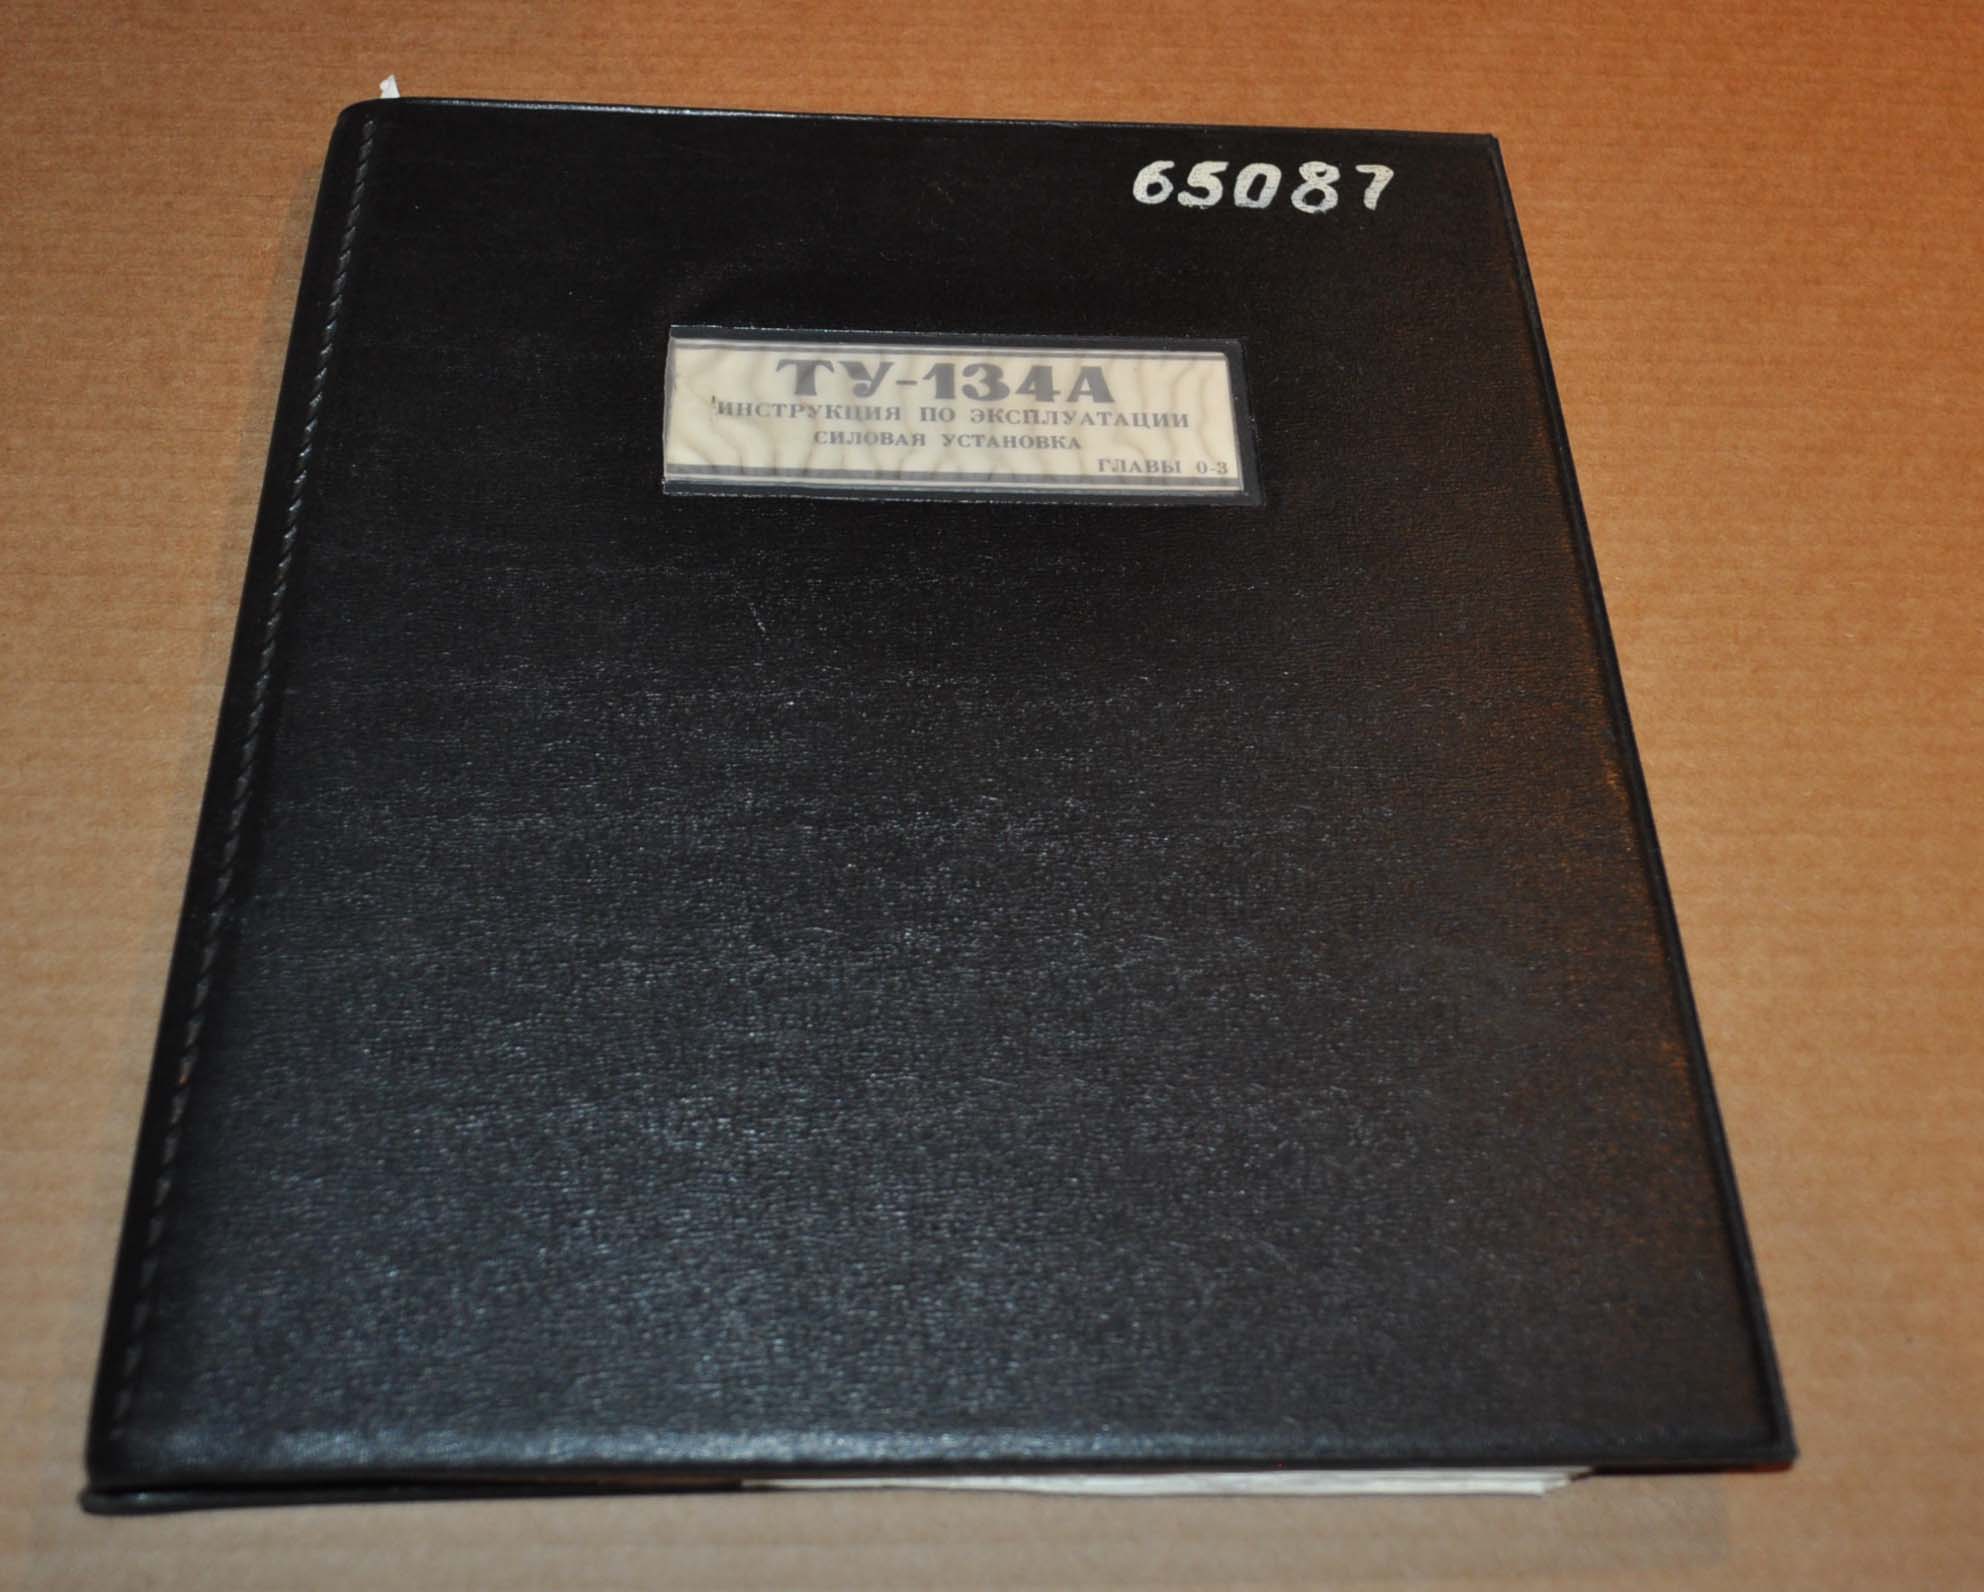 65087
ТУ-134А
ИНСТРУКЦИЯ ПО ЭКСПЛУАТАЦИИ
СИЛОВАЯ УСТАНОВКА
ГЛАВЫ 0-3